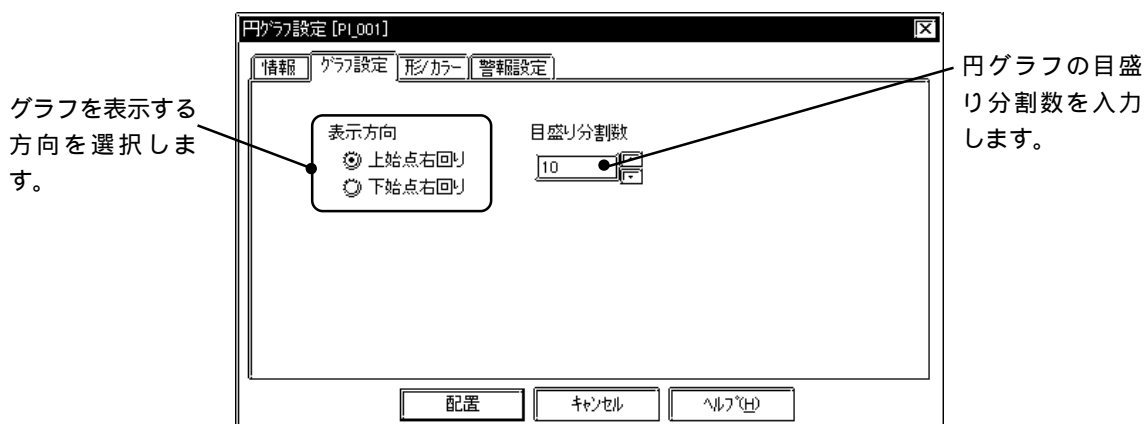 円ｸﾞﾗﾌ設定 [PI_001]
情報 ｸﾞﾗﾌ設定 形/ｶﾗｰ 警報設定
グラフを表示する
方向を選択しま
す。
表示方向
上始点右回り
下始点右回り
目盛り分割数
10
円グラフの目盛
り分割数を入力
します。
配置 ｷｬﾝｾﾙ ﾍﾙﾌﾟ(H)